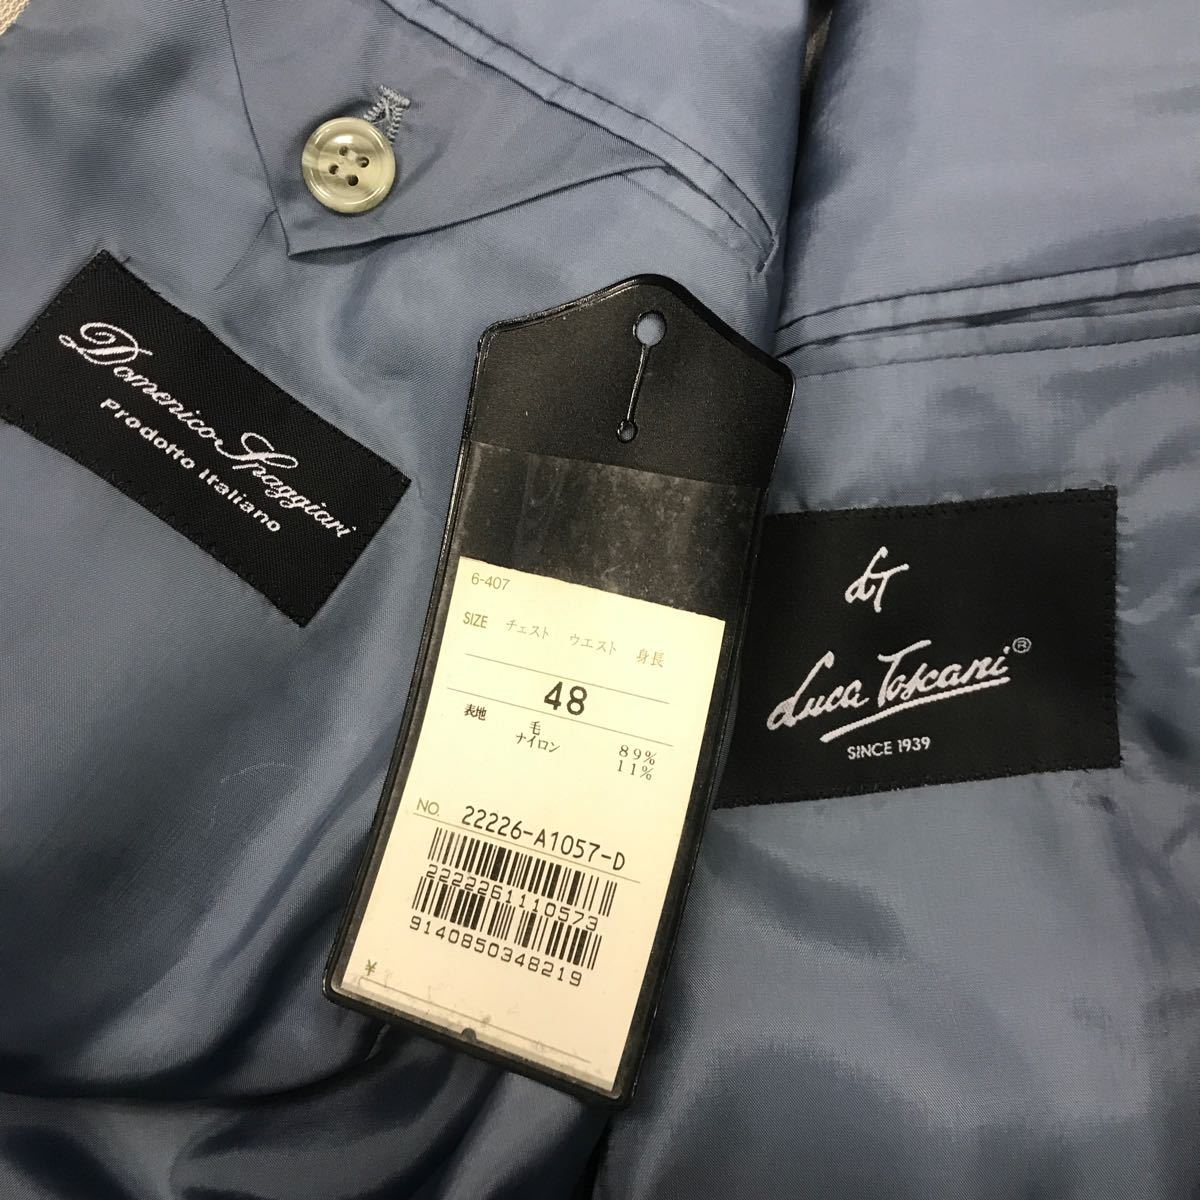 Domenico Spaggiari
Prodotto Italiano
6-407
SIZE チェスト ウエスト 身長
48
表地 毛 89%
ナイロン 11%
NO. 22226-A1057-D
2222261110573
9140850348219
¥
LT
Luca Toscani®
SINCE 1939